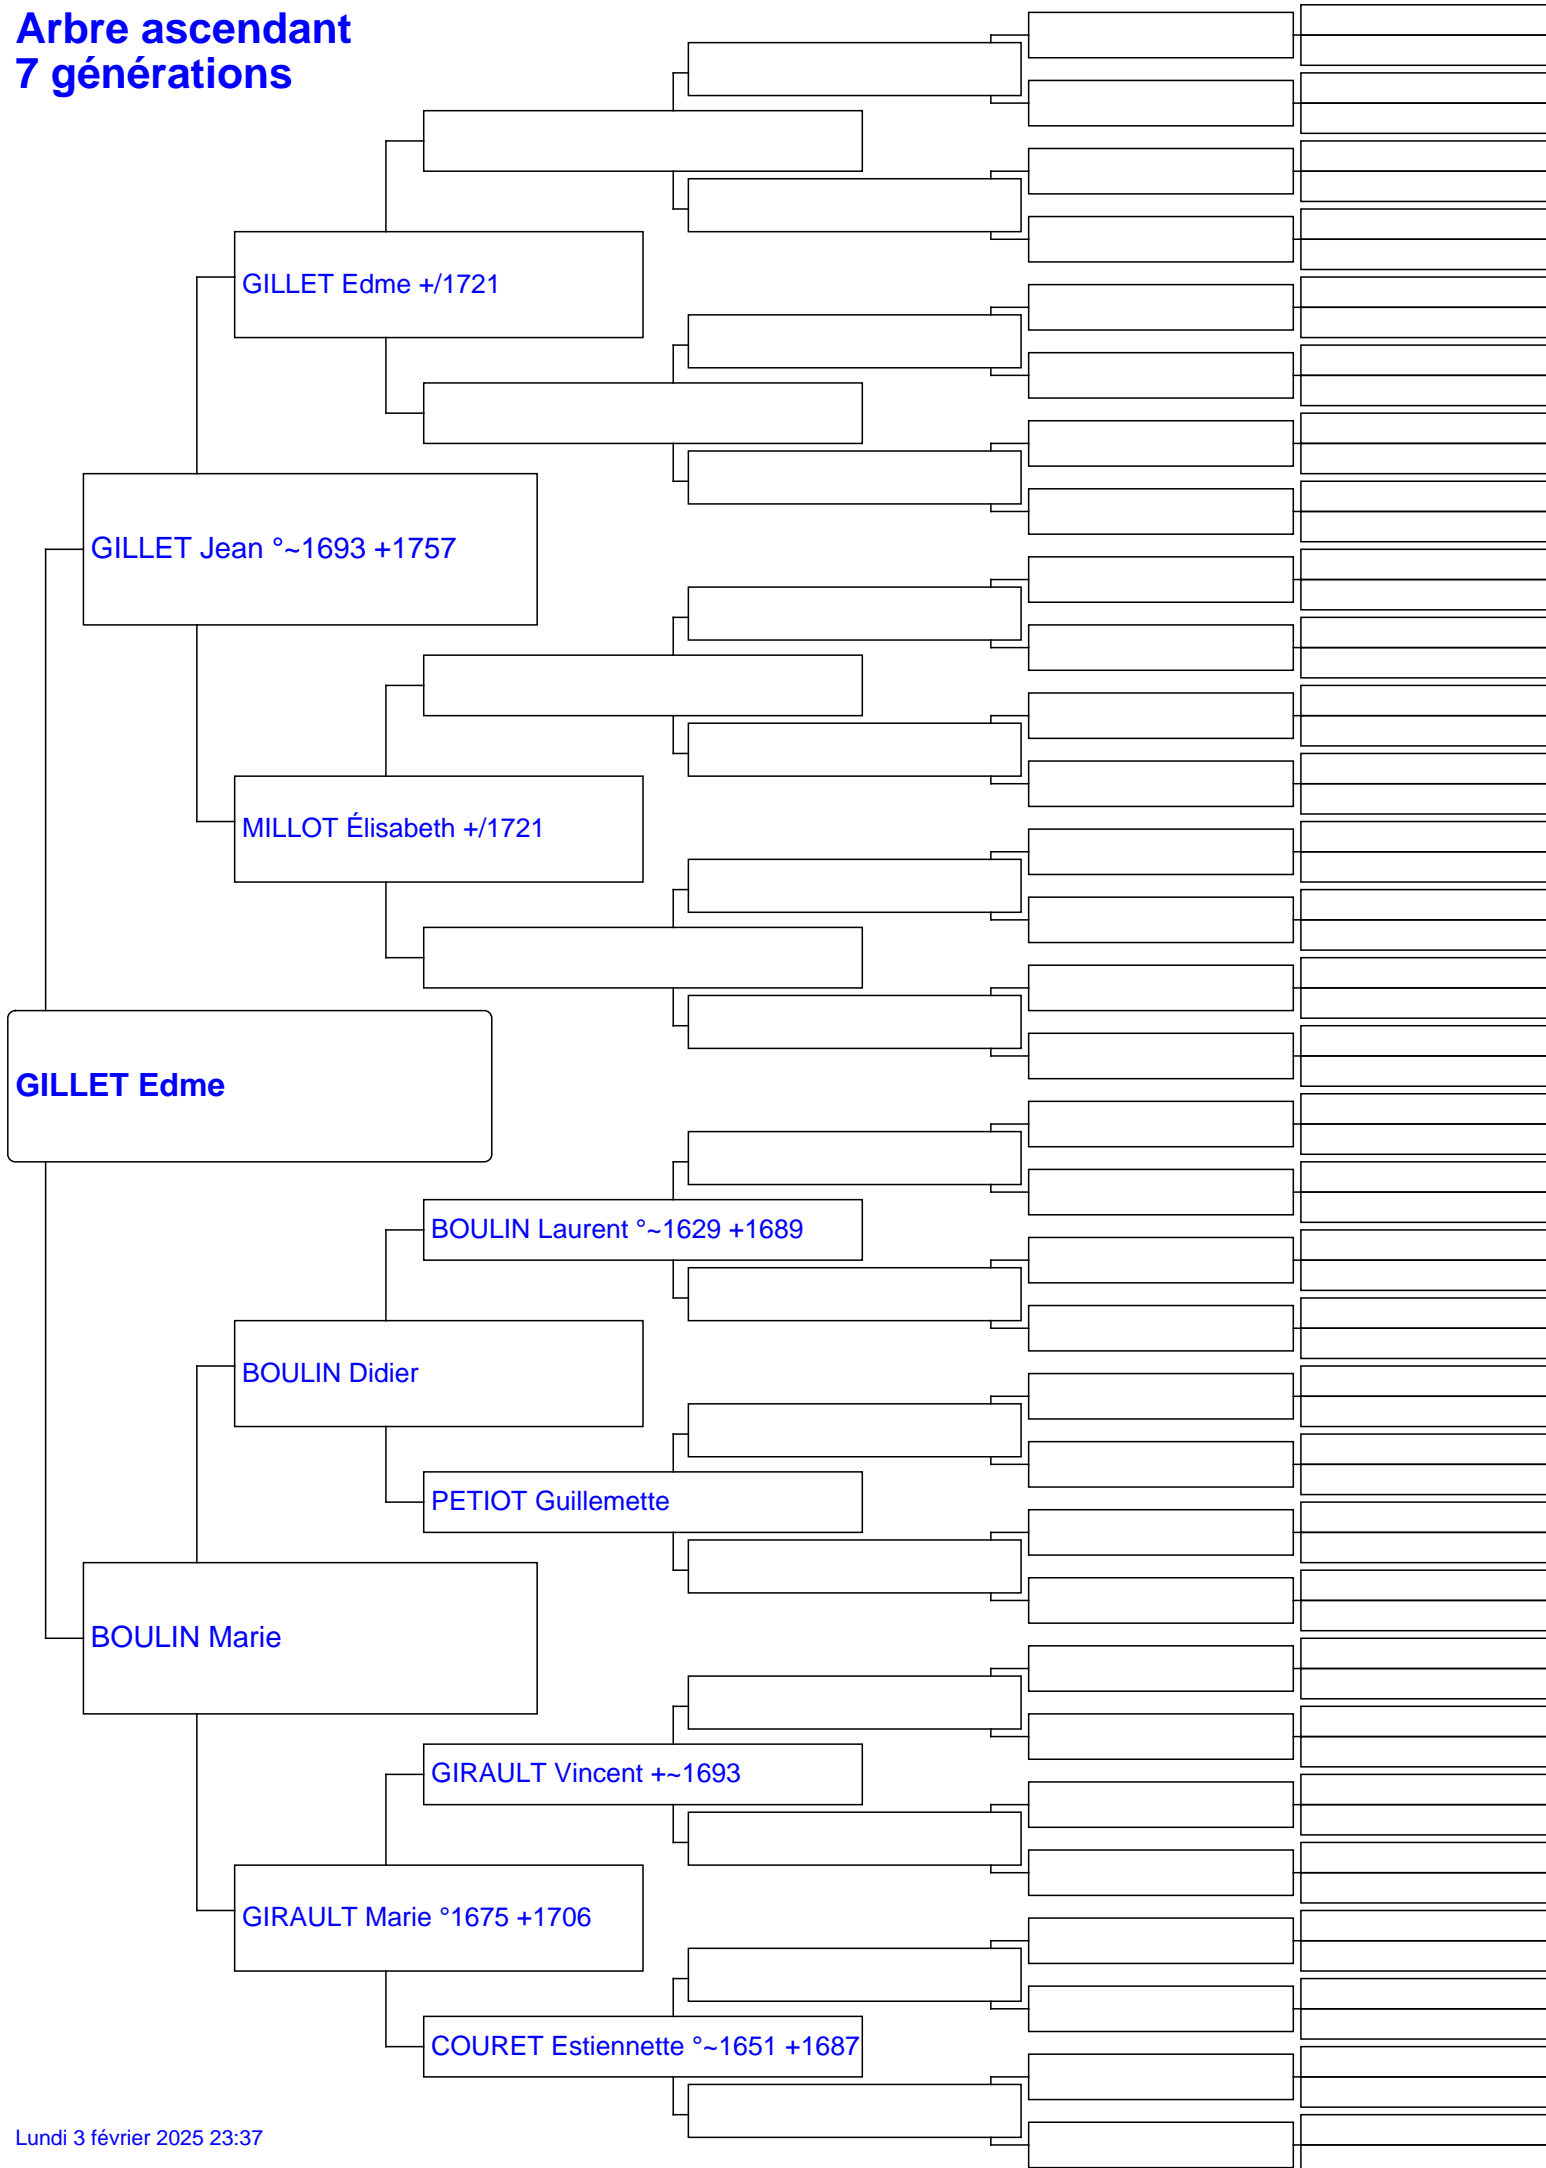 Arbre ascendant
7 générations
GILLET Edme +/1721
GILLET Jean °~1693 +1757
MILLOT Élisabeth +/1721
GILLET Edme
BOULIN Laurent °~1629 +1689
BOULIN Didier
PETIOT Guillemette
BOULIN Marie
GIRAULT Vincent +~1693
GIRAULT Marie °1675 +1706
COURET Estiennette °~1651 +1687
Lundi 3 février 2025 23:37